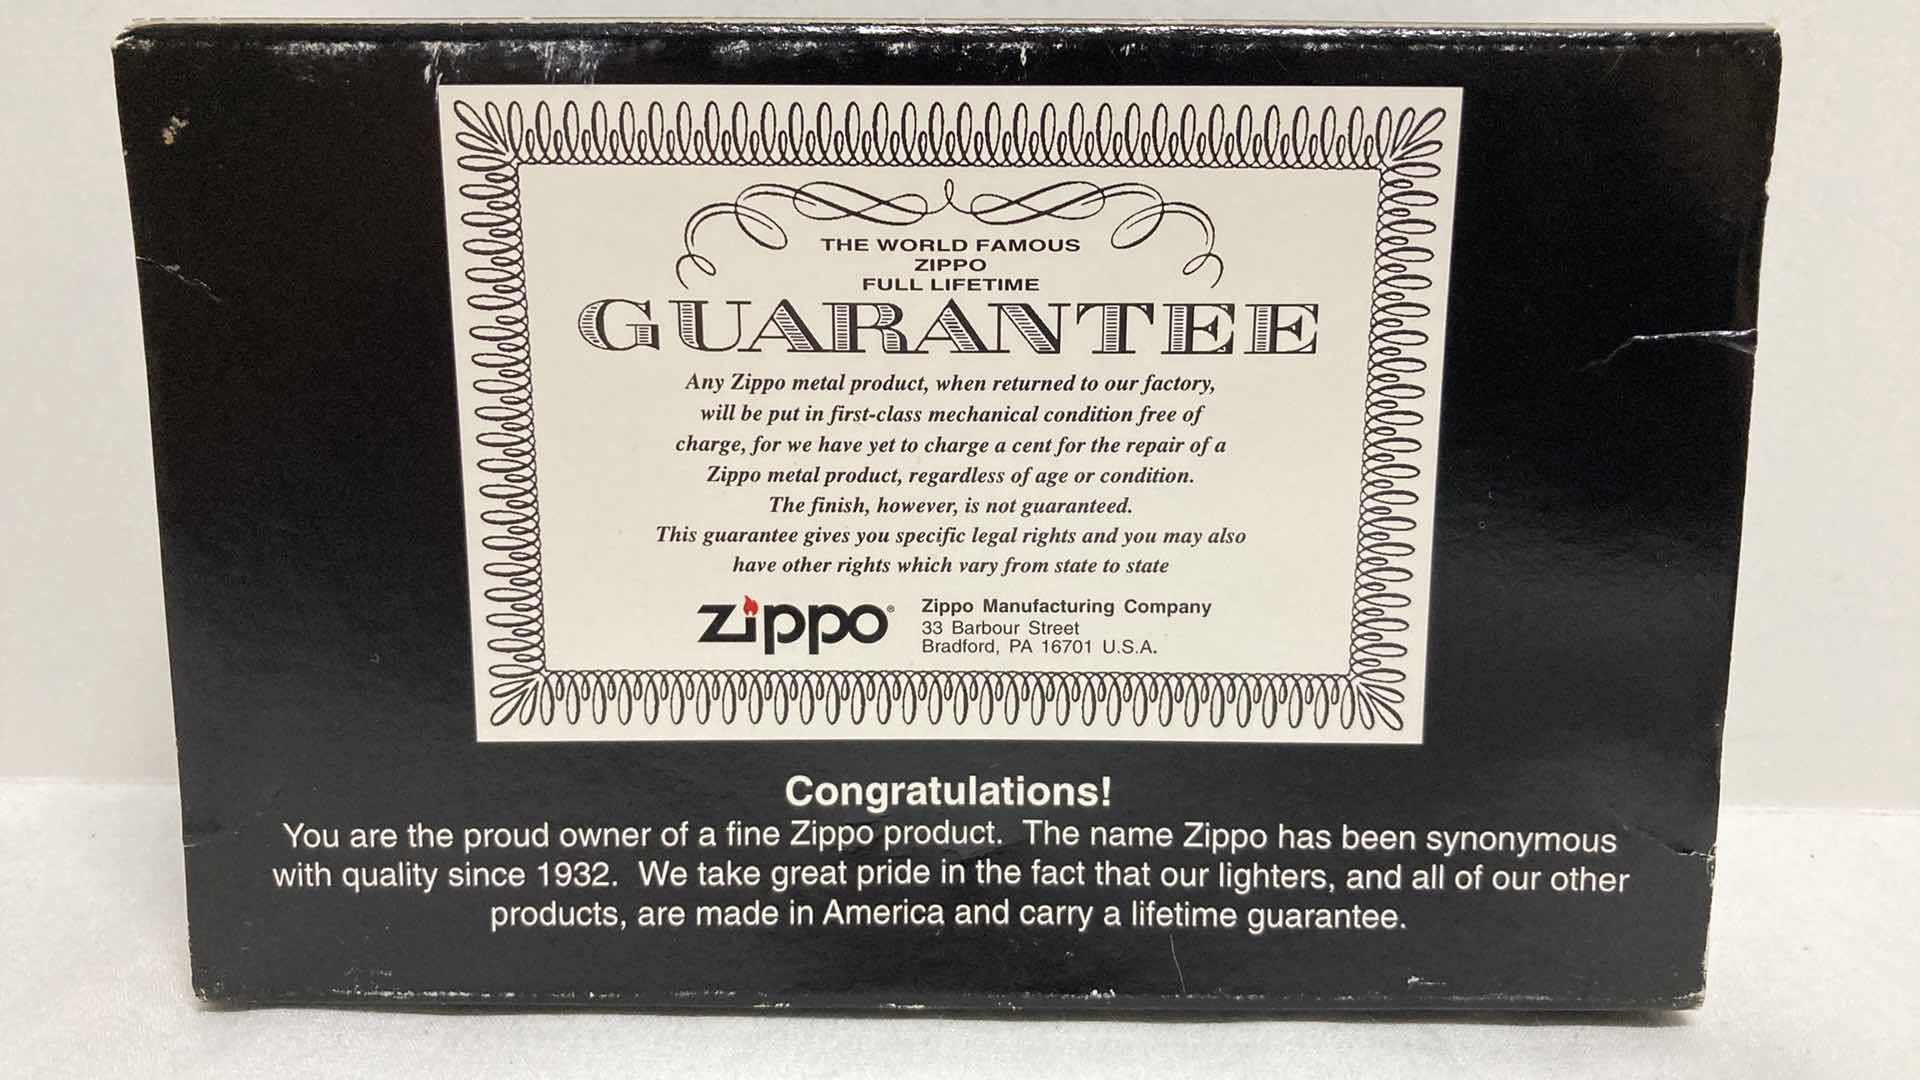 THE WORLD FAMOUS
ZIPPO
FULL LIFETIME
GUARANTEE
Any Zippo metal product, when returned to our factory,
will be put in first-class mechanical condition free of
charge, for we have yet to charge a cent for the repair of a
Zippo metal product, regardless of age or condition.
The finish, however, is not guaranteed.
This guarantee gives you specific legal rights and you may also
have other rights which vary from state to state
zippo®
Zippo Manufacturing Company
33 Barbour Street
Bradford, PA 16701 U.S.A.
Congratulations!
You are the proud owner of a fine Zippo product. The name Zippo has been synonymous
with quality since 1932. We take great pride in the fact that our lighters, and all of our other
products, are made in America and carry a lifetime guarantee.